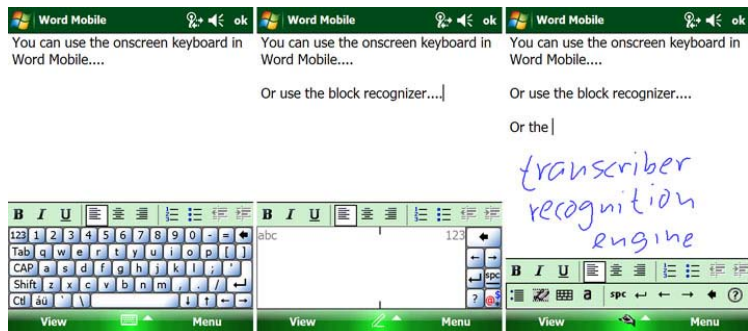 Word Mobile ok
You can use the onscreen keyboard in
Word Mobile....
B I U
123 1 2 3 4 5 6 7 8 9 0 - =
Tab q w e r t y u i o p [ ]
CAP a s d f g h j k l ; '
Shift z x c v b n m , . /
Ctl áü ` \
View Menu
Word Mobile ok
You can use the onscreen keyboard in
Word Mobile....
Or use the block recognizer....
B I U
abc 123
spc
? @
View Menu
Word Mobile ok
You can use the onscreen keyboard in
Word Mobile....
Or use the block recognizer....
Or the
transcriber
recognition
engine
B I U
a spc ?
View Menu